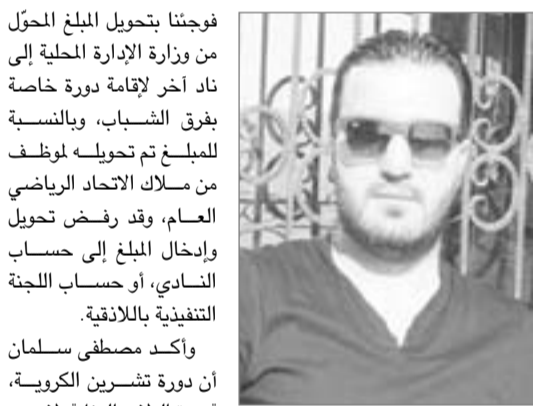 فوجئنا بتحويل المبلغ المحوّل
من وزارة الإدارة المحلية إلى
ناد آخر لإقامة دورة خاصة
بفرق الشباب، وبالنسبة
للمبلغ تم تحويله لموظف
من ملاك الاتحاد الرياضي
العام، وقد رفض تحويل
وإدخال المبلغ إلى حساب
النادي، أو حساب اللجنة
التنفيذية باللاذقية.
وأكد مصطفى سلمان
أن دورة تشرين الكروية،